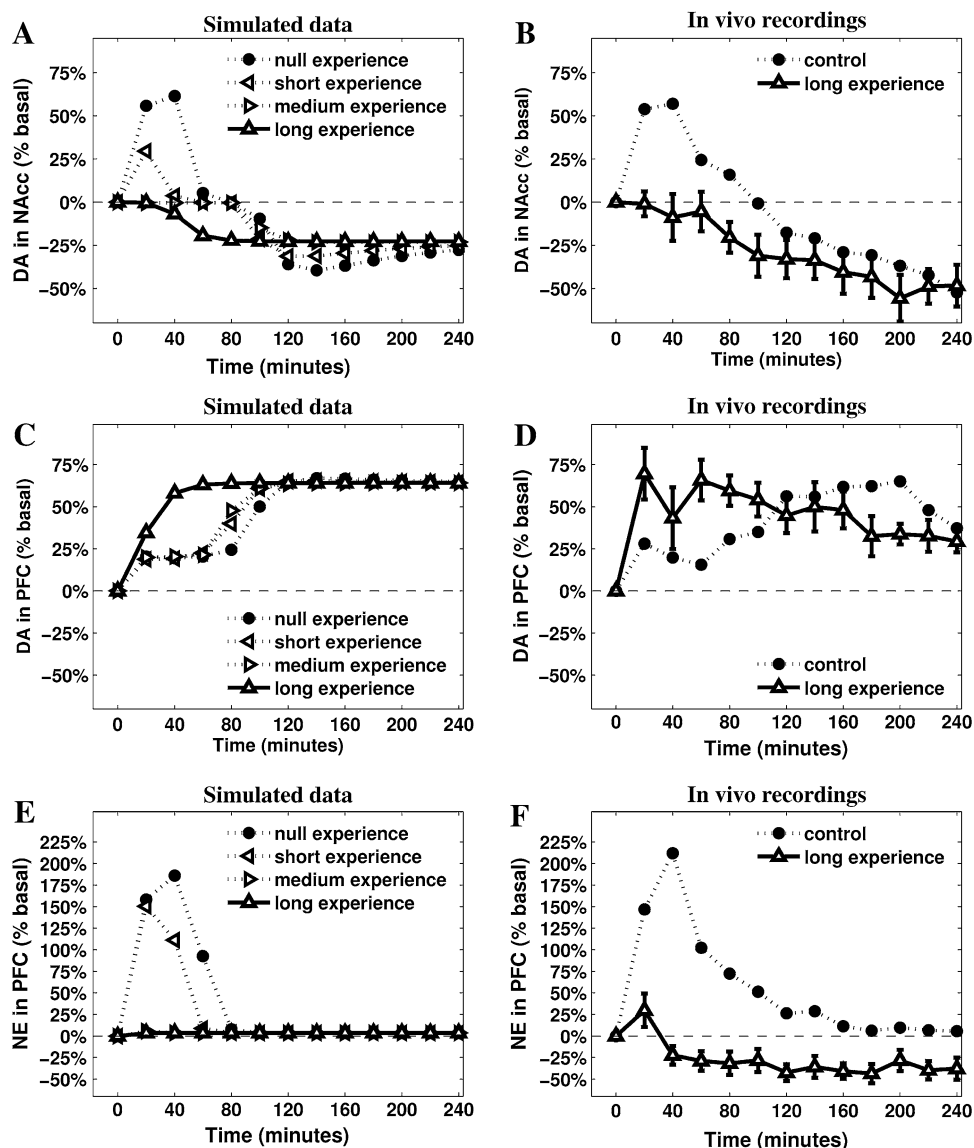 A
Simulated data
DA in NAcc (% basal)
75%
50%
25%
0%
−25%
−50%
null experience
short experience
medium experience
long experience
0 40 80 120 160 200 240
Time (minutes)
B
In vivo recordings
DA in NAcc (% basal)
75%
50%
25%
0%
−25%
−50%
control
long experience
0 40 80 120 160 200 240
Time (minutes)
C
Simulated data
DA in PFC (% basal)
75%
50%
25%
0%
−25%
−50%
null experience
short experience
medium experience
long experience
0 40 80 120 160 200 240
Time (minutes)
D
In vivo recordings
DA in PFC (% basal)
75%
50%
25%
0%
−25%
−50%
control
long experience
0 40 80 120 160 200 240
Time (minutes)
E
Simulated data
NE in PFC (% basal)
225%
200%
175%
150%
125%
100%
75%
50%
25%
0%
−25%
−50%
null experience
short experience
medium experience
long experience
0 40 80 120 160 200 240
Time (minutes)
F
In vivo recordings
NE in PFC (% basal)
225%
200%
175%
150%
125%
100%
75%
50%
25%
0%
−25%
−50%
control
long experience
0 40 80 120 160 200 240
Time (minutes)